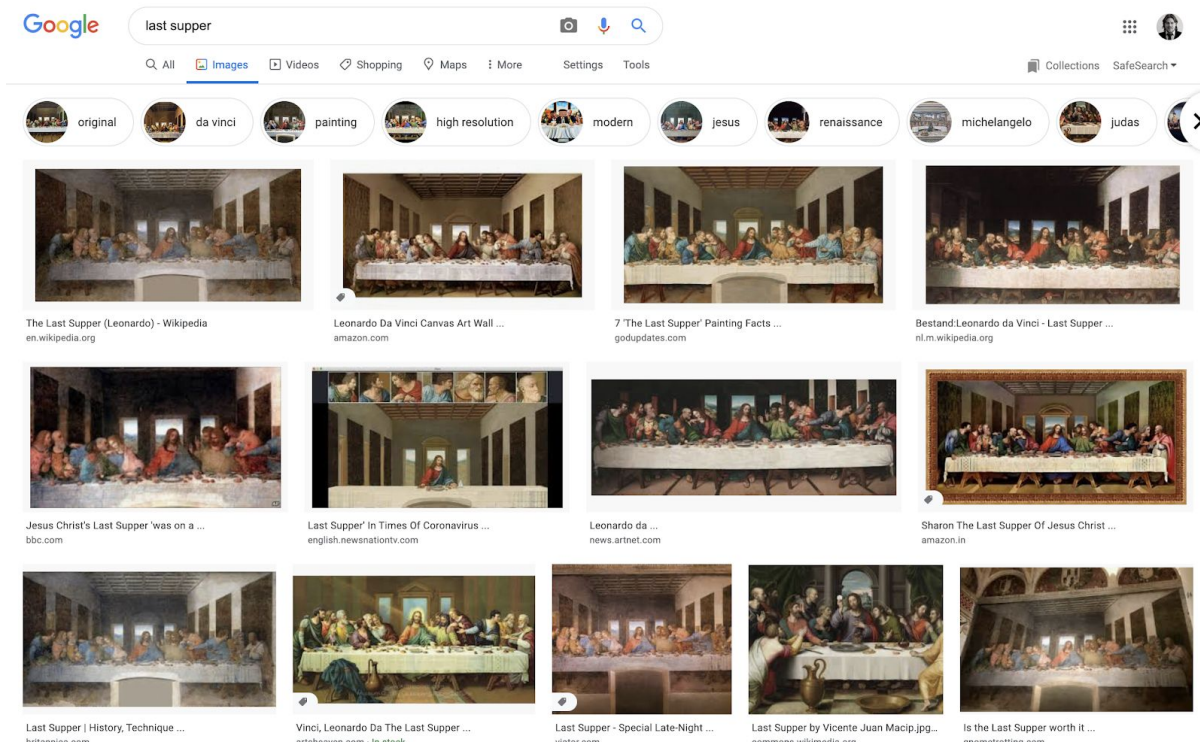 Google
last supper
All
Images
Videos
Shopping
Maps
More
Settings
Tools
Collections
SafeSearch
original
da vinci
painting
high resolution
modern
jesus
renaissance
michelangelo
judas
The Last Supper (Leonardo) - Wikipedia
en.wikipedia.org
Leonardo Da Vinci Canvas Art Wall ...
amazon.com
7 'The Last Supper' Painting Facts ...
godupdates.com
Bestand:Leonardo da Vinci - Last Supper ...
nl.m.wikipedia.org
Jesus Christ's Last Supper 'was on a ...
bbc.com
Last Supper' In Times Of Coronavirus ...
english.newsnationtv.com
Leonardo da ...
news.artnet.com
Sharon The Last Supper Of Jesus Christ ...
amazon.in
Last Supper | History, Technique ...
Vinci, Leonardo Da The Last Supper ...
Last Supper - Special Late-Night ...
Last Supper by Vicente Juan Macip.jpg...
Is the Last Supper worth it ...